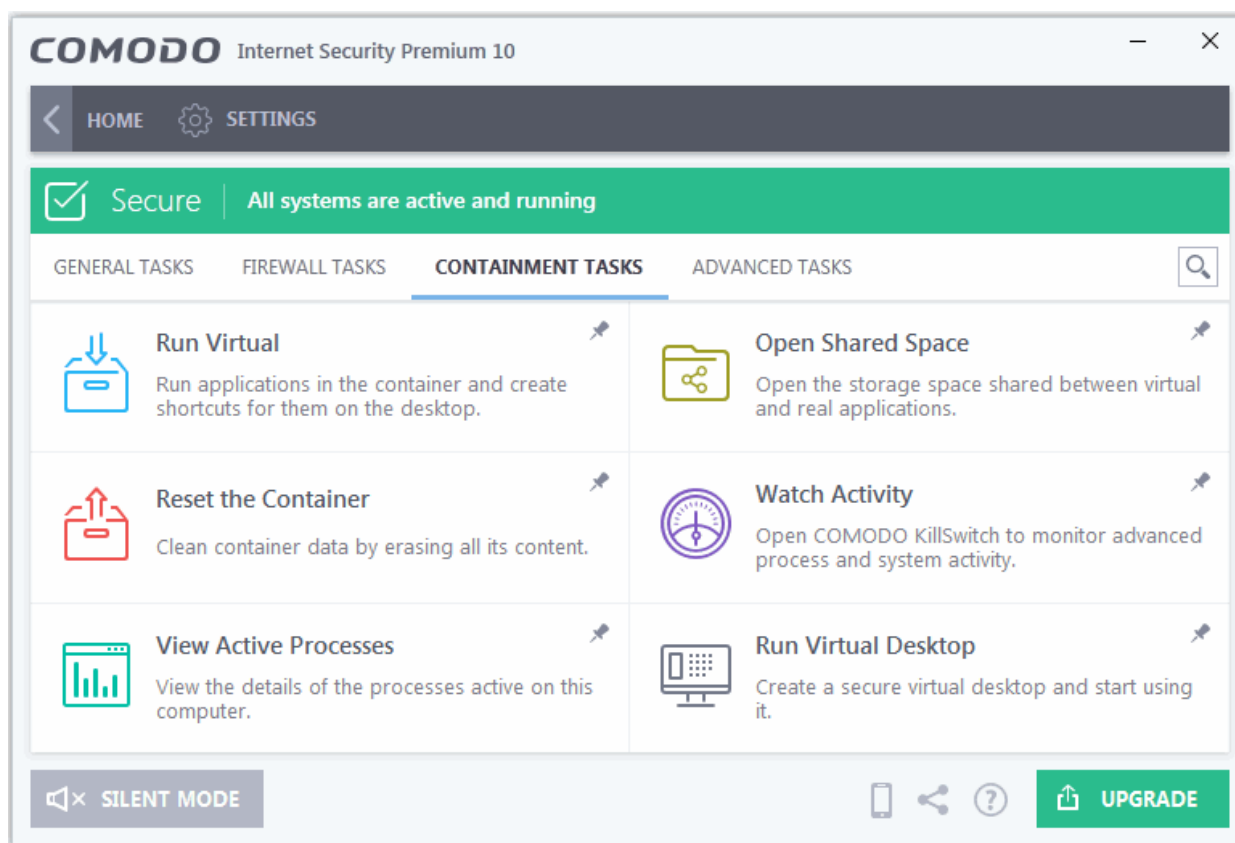 COMODO Internet Security Premium 10
HOME SETTINGS
Secure All systems are active and running
GENERAL TASKS FIREWALL TASKS CONTAINMENT TASKS ADVANCED TASKS
Run Virtual
Run applications in the container and create
shortcuts for them on the desktop.
Open Shared Space
Open the storage space shared between virtual
and real applications.
Reset the Container
Clean container data by erasing all its content.
Watch Activity
Open COMODO KillSwitch to monitor advanced
process and system activity.
View Active Processes
View the details of the processes active on this
computer.
Run Virtual Desktop
Create a secure virtual desktop and start using
it.
SILENT MODE
UPGRADE